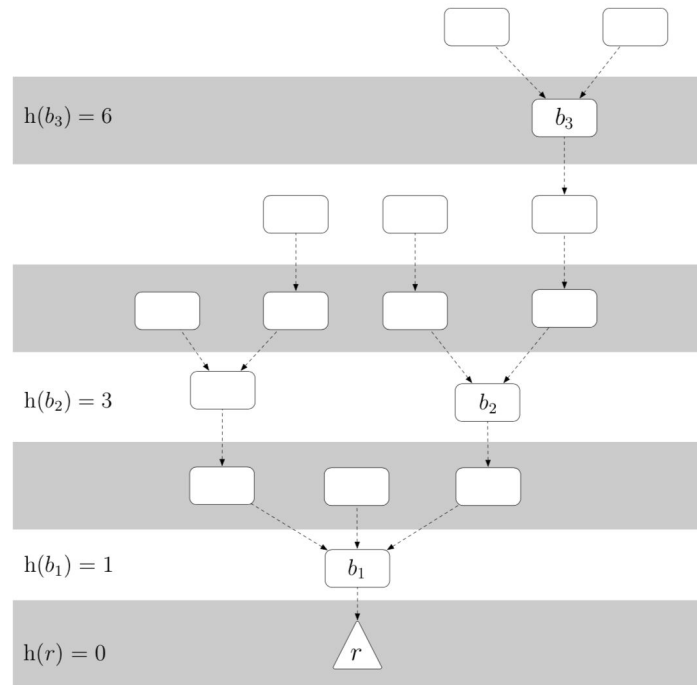 h(b₃) = 6
b₃
h(b₂) = 3
b₂
h(b₁) = 1
b₁
h(r) = 0
r